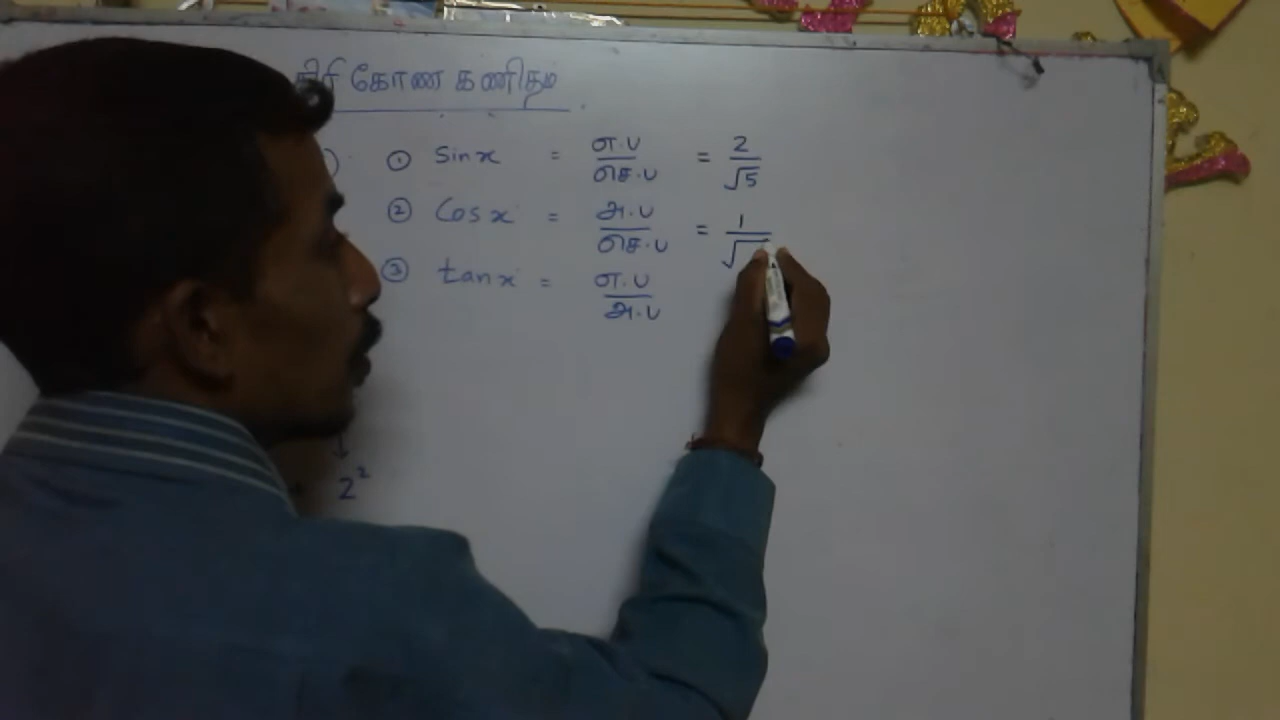 திரி கோண கணிதம்
① Sin x = எ.ப / செ.ப = 2 / √5
② Cos x = அ.ப / செ.ப = 1 / √
③ tan x = எ.ப / அ.ப
2²